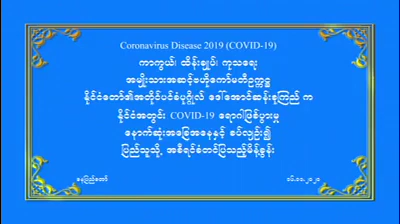 Coronavirus Disease 2019 (COVID-19)
ကာကွယ်၊ ထိန်းချုပ်၊ ကုသရေး
အမျိုးသားအဆင့်ဗဟိုကော်မတီဥက္ကဋ္ဌ
နိုင်ငံတော်၏အတိုင်ပင်ခံပုဂ္ဂိုလ် ဒေါ်အောင်ဆန်းစုကြည် က
နိုင်ငံအတွင်း COVID-19 ရောဂါဖြစ်ပွားမှု
နောက်ဆုံးအခြေအနေနှင့် စပ်လျဉ်း၍
ပြည်သူသို့ အစီရင်ခံတင်ပြသည့်မိန့်ခွန်း
နေပြည်တော်